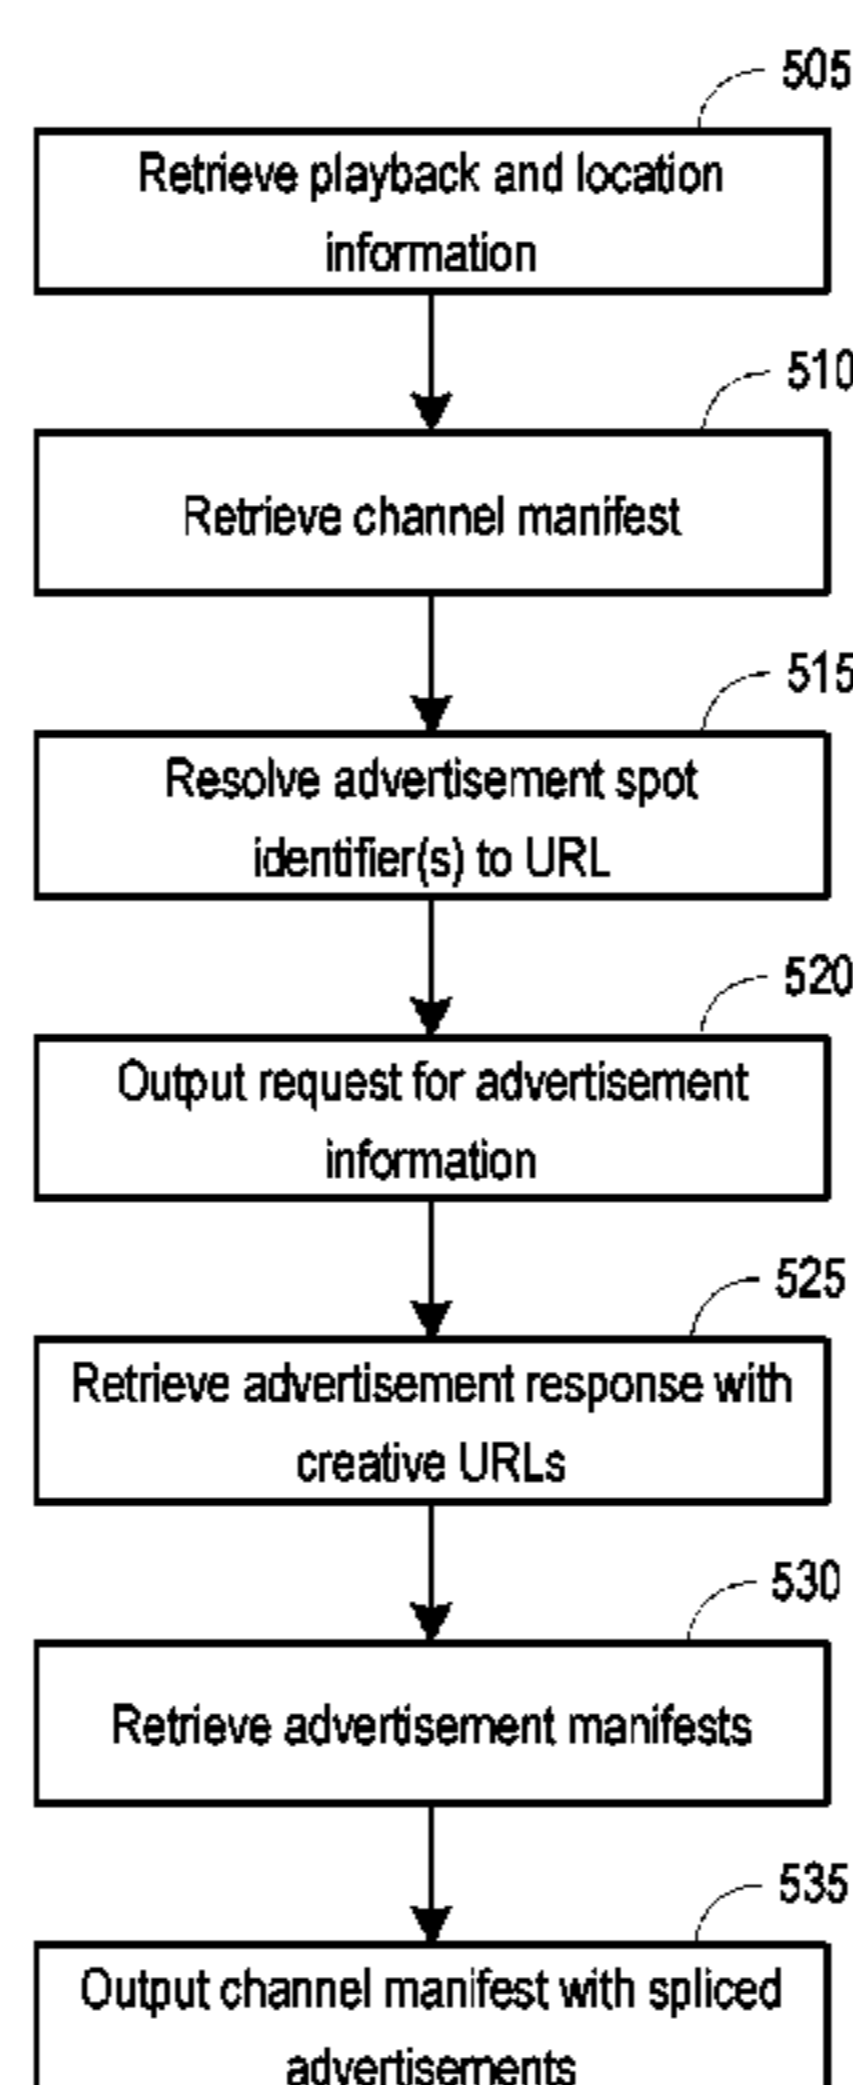 505
Retrieve playback and location
information
510
Retrieve channel manifest
515
Resolve advertisement spot
identifier(s) to URL
520
Output request for advertisement
information
525
Retrieve advertisement response with
creative URLs
530
Retrieve advertisement manifests
535
Output channel manifest with spliced
advertisements